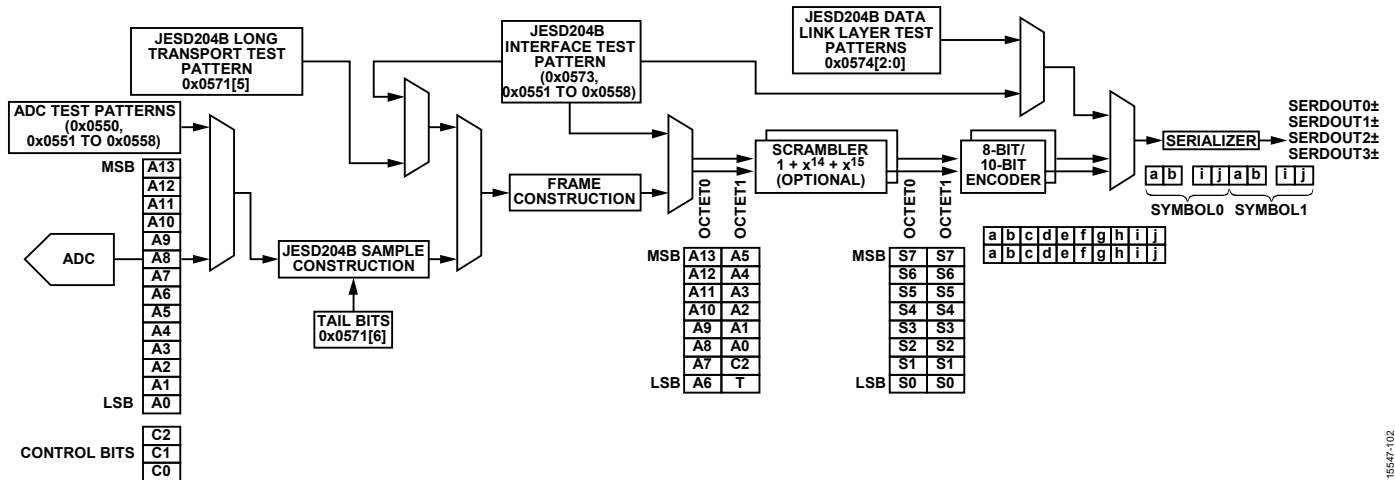 JESD204B LONG
TRANSPORT TEST
PATTERN
0x0571[5]
JESD204B
INTERFACE TEST
PATTERN
(0x0573,
0x0551 TO 0x0558)
JESD204B DATA
LINK LAYER TEST
PATTERNS
0x0574[2:0]
ADC TEST PATTERNS
(0x0550,
0x0551 TO 0x0558)
MSB A13
A12
A11
A10
A9
A8
A7
A6
A5
A4
A3
A2
A1
LSB A0
C2
CONTROL BITS C1
C0
ADC
JESD204B SAMPLE
CONSTRUCTION
TAIL BITS
0x0571[6]
FRAME
CONSTRUCTION
OCTET0 OCTET1
MSB A13 A5
A12 A4
A11 A3
A10 A2
A9 A1
A8 A0
A7 C2
LSB A6 T
SCRAMBLER
1 + x14 + x15
(OPTIONAL)
OCTET0 OCTET1
MSB S7 S7
S6 S6
S5 S5
S4 S4
S3 S3
S2 S2
S1 S1
LSB S0 S0
8-BIT/
10-BIT
ENCODER
a b c d e f g h i j
a b c d e f g h i j
SERIALIZER
SERDOUT0±
SERDOUT1±
SERDOUT2±
SERDOUT3±
a b i j a b i j
SYMBOL0 SYMBOL1
15547-102